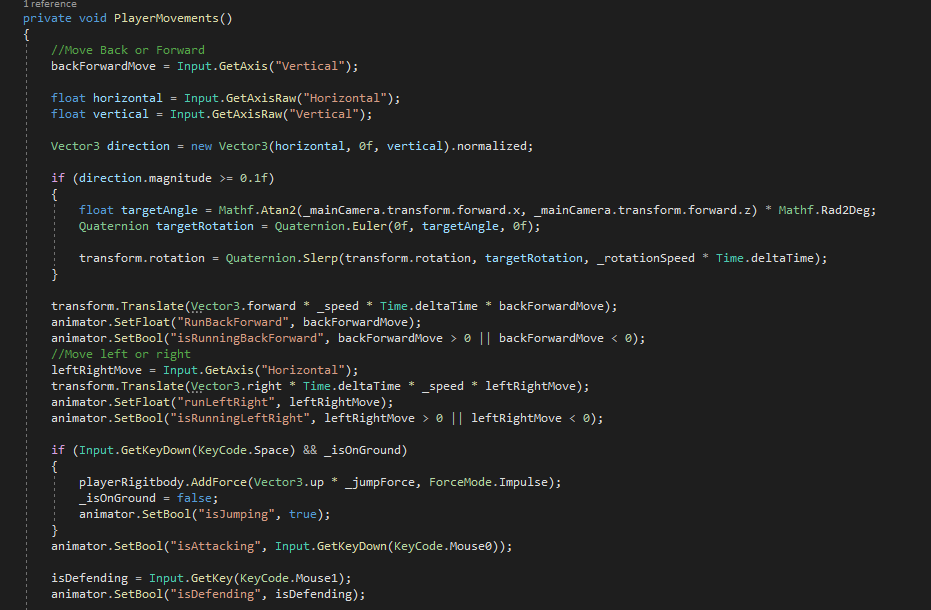 1 reference
private void PlayerMovements()
{
//Move Back or Forward
backForwardMove = Input.GetAxis("Vertical");
float horizontal = Input.GetAxisRaw("Horizontal");
float vertical = Input.GetAxisRaw("Vertical");
Vector3 direction = new Vector3(horizontal, 0f, vertical).normalized;
if (direction.magnitude >= 0.1f)
{
float targetAngle = Mathf.Atan2(_mainCamera.transform.forward.x, _mainCamera.transform.forward.z) * Mathf.Rad2Deg;
Quaternion targetRotation = Quaternion.Euler(0f, targetAngle, 0f);
transform.rotation = Quaternion.Slerp(transform.rotation, targetRotation, _rotationSpeed * Time.deltaTime);
}
transform.Translate(Vector3.forward * _speed * Time.deltaTime * backForwardMove);
animator.SetFloat("RunBackForward", backForwardMove);
animator.SetBool("isRunningBackForward", backForwardMove > 0 || backForwardMove < 0);
//Move left or right
leftRightMove = Input.GetAxis("Horizontal");
transform.Translate(Vector3.right * Time.deltaTime * _speed * leftRightMove);
animator.SetFloat("runLeftRight", leftRightMove);
animator.SetBool("isRunningLeftRight", leftRightMove > 0 || leftRightMove < 0);
if (Input.GetKeyDown(KeyCode.Space) && _isOnGround)
{
playerRigitbody.AddForce(Vector3.up * _jumpForce, ForceMode.Impulse);
_isOnGround = false;
animator.SetBool("isJumping", true);
}
animator.SetBool("isAttacking", Input.GetKeyDown(KeyCode.Mouse0));
isDefending = Input.GetKey(KeyCode.Mouse1);
animator.SetBool("isDefending", isDefending);